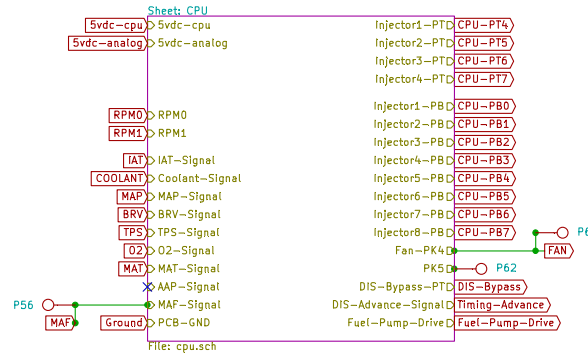 Sheet: CPU
5vdc-cpu 5vdc-cpu Injector1-PT CPU-PT4
5vdc-analog 5vdc-analog Injector2-PT CPU-PT5
Injector3-PT CPU-PT6
Injector4-PT CPU-PT7
Injector1-PB CPU-PB0
RPM0 RPM0
Injector2-PB CPU-PB1
RPM1 RPM1
Injector3-PB CPU-PB2
IAT IAT-Signal Injector4-PB CPU-PB3
COOLANT Coolant-Signal Injector5-PB CPU-PB4
MAP MAP-Signal Injector6-PB CPU-PB5
BRV BRV-Signal Injector7-PB CPU-PB6
TPS TPS-Signal Injector8-PB CPU-PB7
O2 O2-Signal Fan-PK4 FAN
MAT MAT-Signal PK5 P62
AAP-Signal DIS-Bypass-PT DIS-Bypass
P56 MAF-Signal DIS-Advance-Signal Timing-Advance
MAF Ground PCB-GND Fuel-Pump-Drive Fuel-Pump-Drive
File: cpu.sch